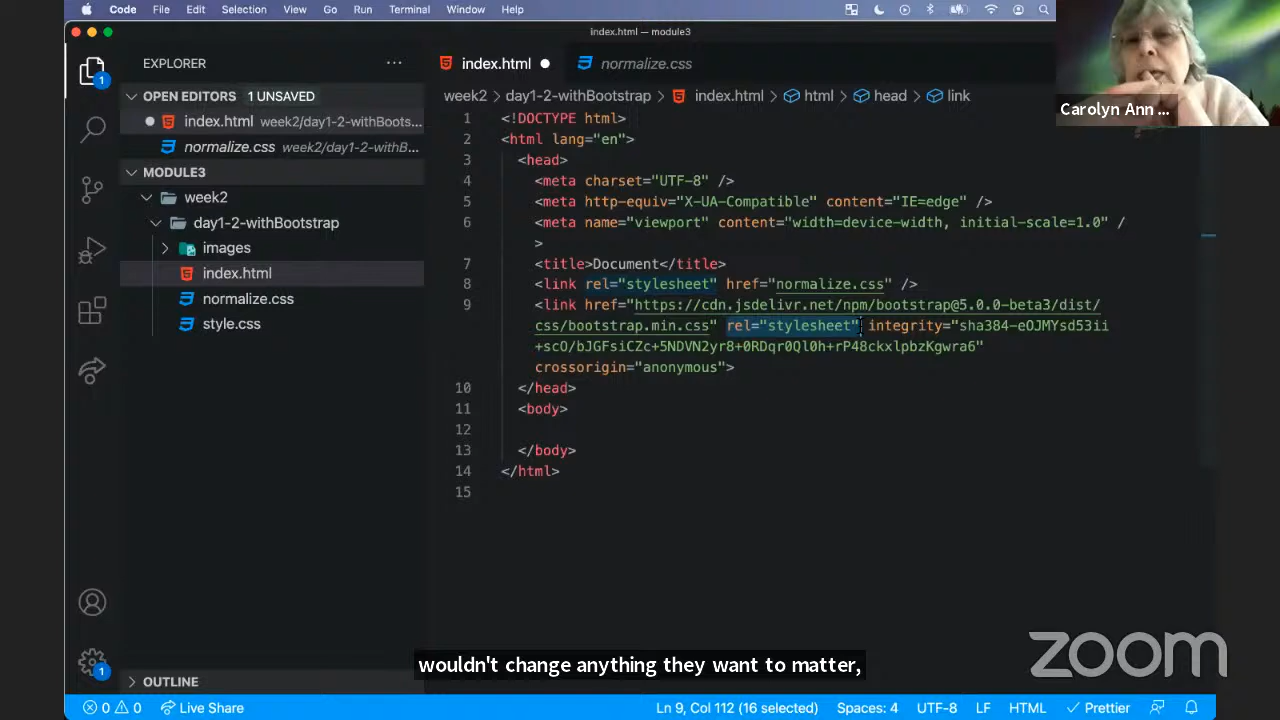 Code File Edit Selection View Go Run Terminal Window Help
index.html — module3
EXPLORER
index.html
normalize.css
OPEN EDITORS 1 UNSAVED
index.html week2/day1-2-withBoots...
normalize.css week2/day1-2-withB...
MODULE3
week2
day1-2-withBootstrap
images
index.html
normalize.css
style.css
OUTLINE
1
1
week2 > day1-2-withBootstrap > index.html > html > head > link
1 <!DOCTYPE html>
2 <html lang="en">
3 <head>
4 <meta charset="UTF-8" />
5 <meta http-equiv="X-UA-Compatible" content="IE=edge" />
6 <meta name="viewport" content="width=device-width, initial-scale=1.0" /
>
7 <title>Document</title>
8 <link rel="stylesheet" href="normalize.css" />
9 <link href="https://cdn.jsdelivr.net/npm/bootstrap@5.0.0-beta3/dist/
css/bootstrap.min.css" rel="stylesheet" integrity="sha384-eOJMYsd53ii
+scO/bJGFsiCZc+5NDVN2yr8+0RDqr0Ql0h+rP48ckxlpbzKgwra6"
crossorigin="anonymous">
10 </head>
11 <body>
12
13 </body>
14 </html>
15
Carolyn Ann ...
wouldn't change anything they want to matter,
zoom
0 0 Live Share Ln 9, Col 112 (16 selected) Spaces: 4 UTF-8 LF HTML Prettier